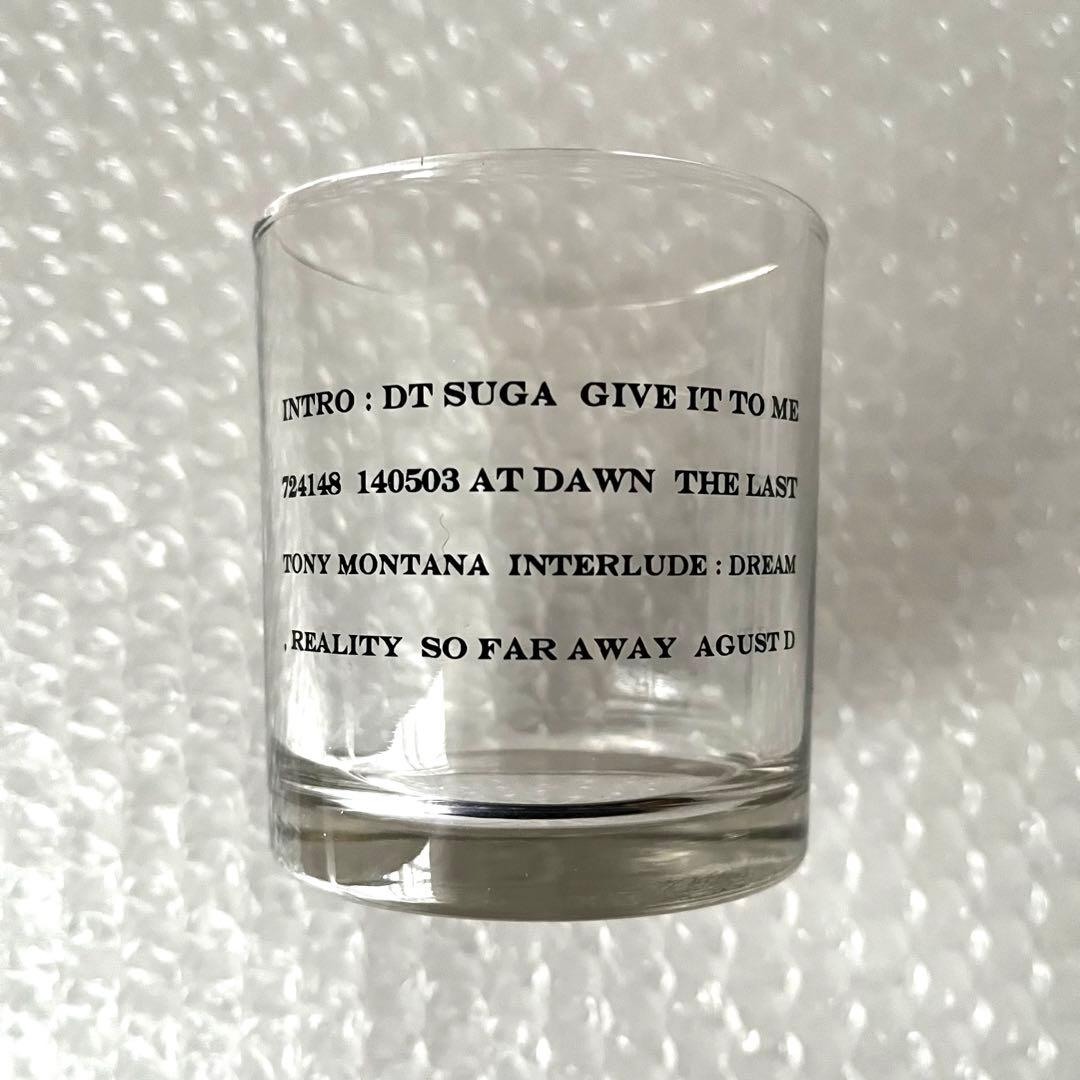 INTRO : DT SUGA GIVE IT TO ME
724148 140503 AT DAWN THE LAST
TONY MONTANA INTERLUDE : DREAM
, REALITY SO FAR AWAY AGUST D